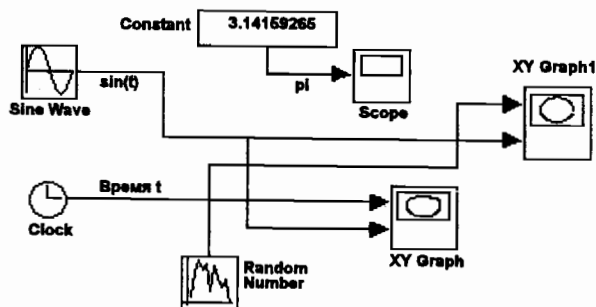 Constant
3.14159265
XY Graph1
sin(t)
pi
Sine Wave
Scope
Время t
Clock
XY Graph
Random
Number